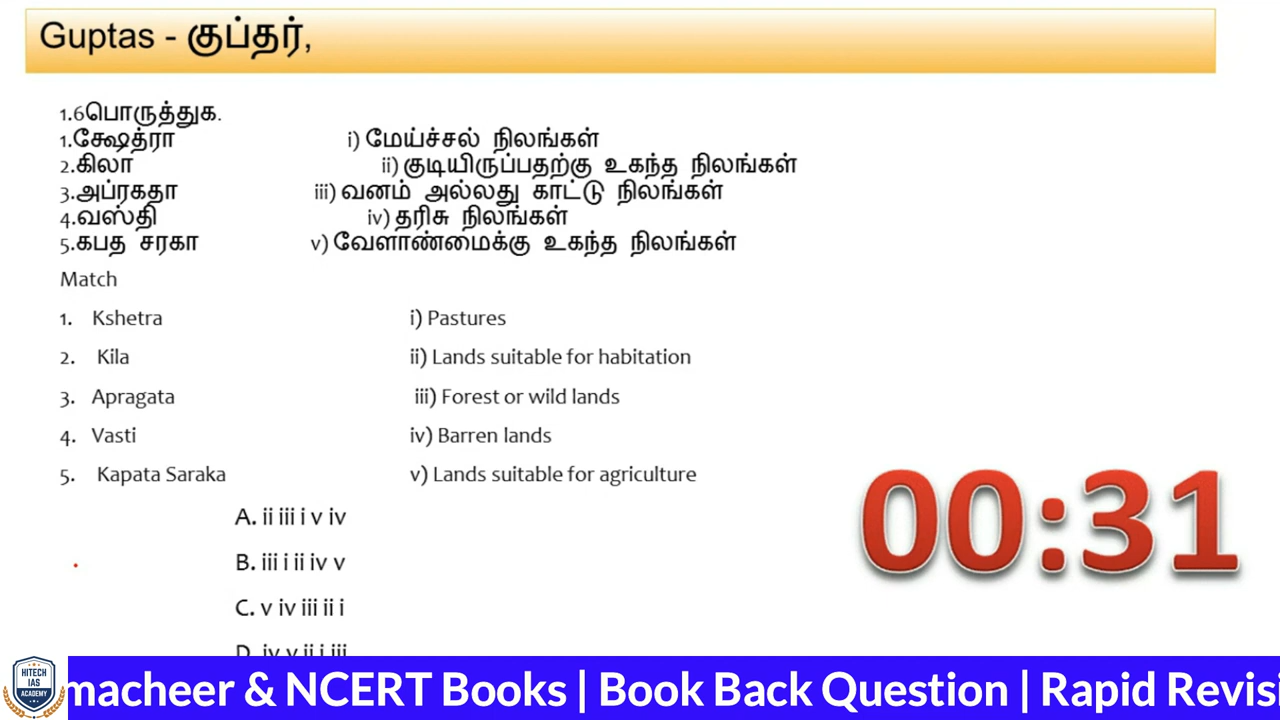 Guptas - குப்தர்,
1.6பொருத்துக.
1.க்ஷேத்ரா i) மேய்ச்சல் நிலங்கள்
2.கிலா ii) குடியிருப்பதற்கு உகந்த நிலங்கள்
3.அப்ரகதா iii) வனம் அல்லது காட்டு நிலங்கள்
4.வஸ்தி iv) தரிசு நிலங்கள்
5.கபத சரகா v) வேளாண்மைக்கு உகந்த நிலங்கள்
Match
1. Kshetra i) Pastures
2. Kila ii) Lands suitable for habitation
3. Apragata iii) Forest or wild lands
4. Vasti iv) Barren lands
5. Kapata Saraka v) Lands suitable for agriculture
A. ii iii i v iv
B. iii i ii iv v
C. v iv iii ii i
D. iv v ii i iii
00:31
HITECH
IAS
ACADEMY
macheer & NCERT Books | Book Back Question | Rapid Revisi